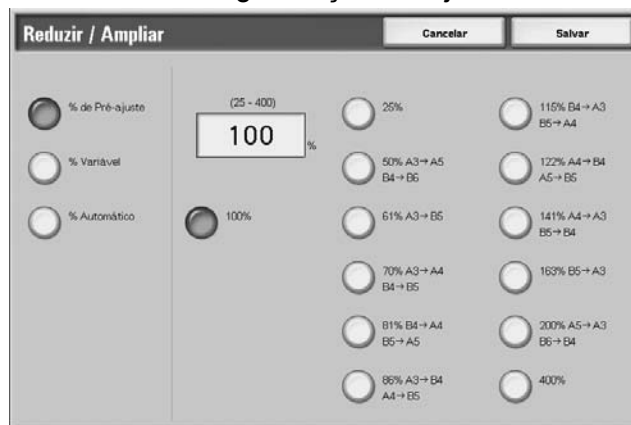 Reduzir / Ampliar
Cancelar
Salvar
% de Pré-ajuste
% Variável
% Automático
(25 - 400)
100
%
100%
25%
50% A3→A5
B4→B6
61% A3→B5
70% A3→A4
B4→B5
81% B4→A4
B5→A5
86% A3→B4
A4→B5
115% B4→A3
B5→A4
122% A4→B4
A5→B5
141% A4→A3
B5→B4
163% B5→A3
200% A5→A3
B6→B4
400%